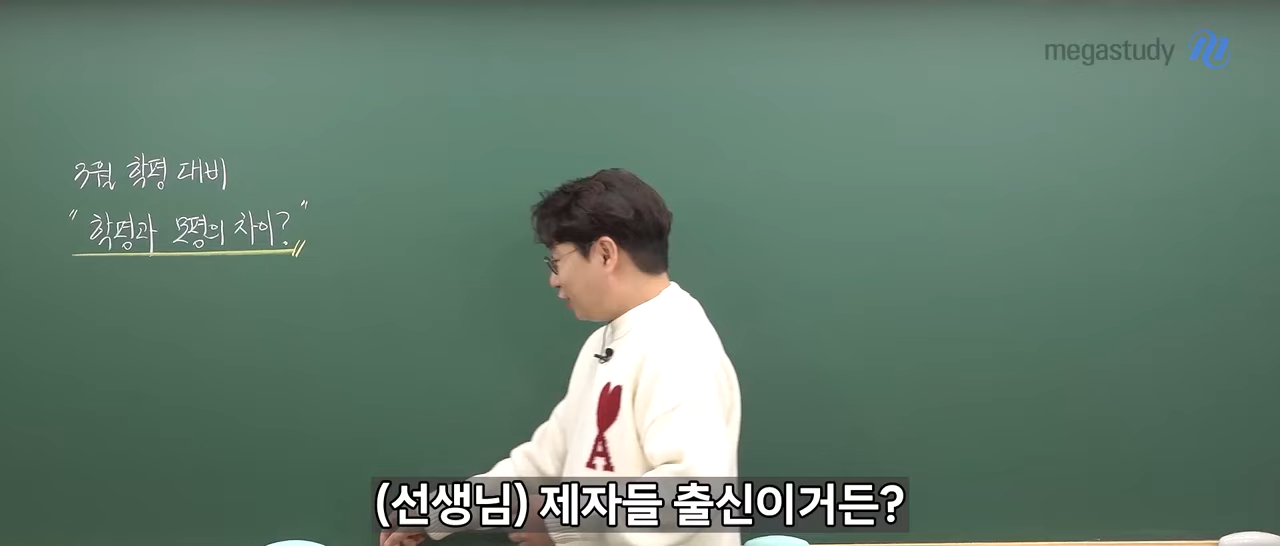 megastudy
3월 학평 대비
"학평과 모평의 차이?"
(선생님) 제자들 출신이거든?